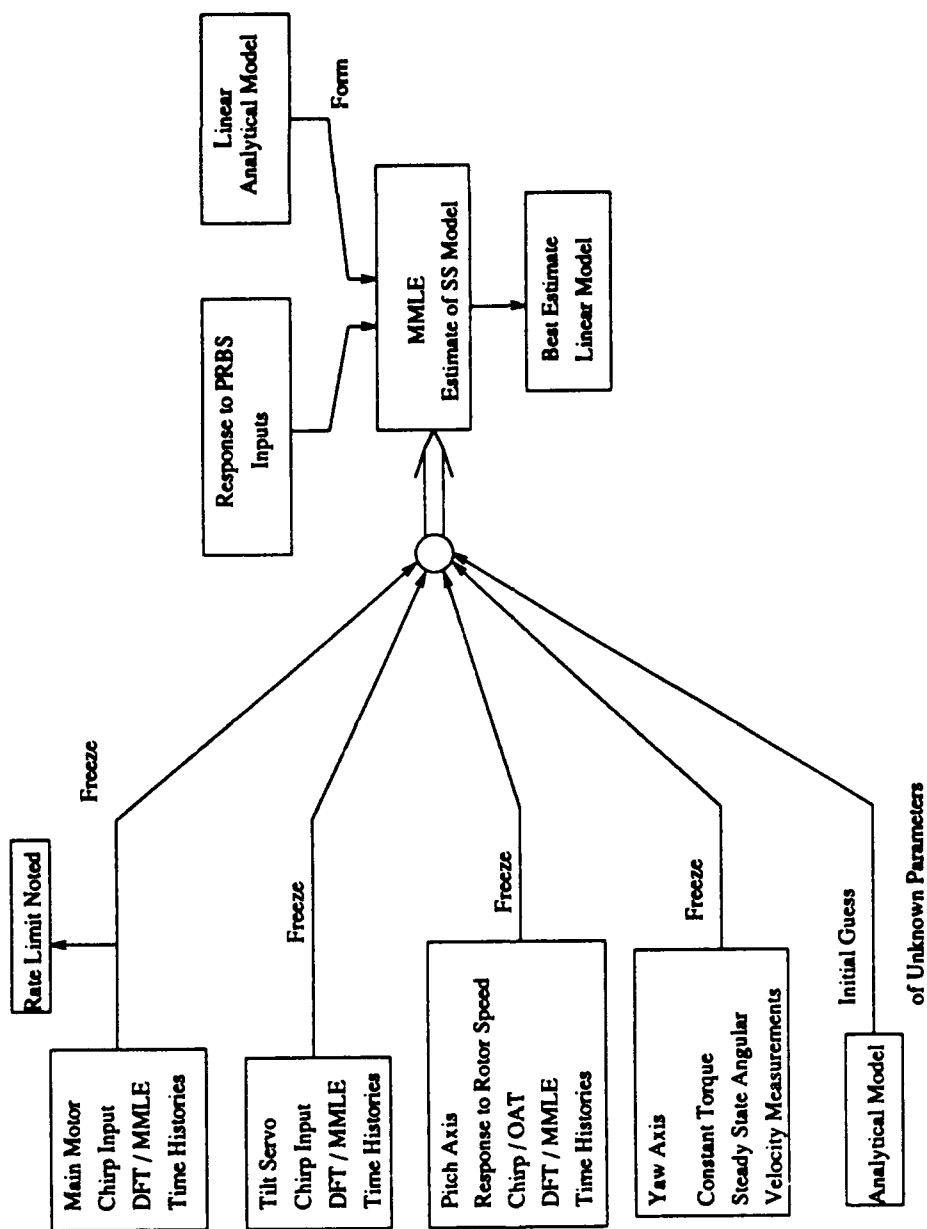 Rate Limit Noted
Main Motor
Chirp Input
DFT / MMLE
Time Histories
Freeze
Tilt Servo
Chirp Input
DFT / MMLE
Time Histories
Freeze
Pitch Axis
Response to Rotor Speed
Chirp / OAT
DFT / MMLE
Time Histories
Freeze
Yaw Axis
Constant Torque
Steady State Angular
Velocity Measurements
Freeze
Analytical Model
Initial Guess
of Unknown Parameters
Response to PRBS
Inputs
Linear
Analytical Model
Form
MMLE
Estimate of SS Model
Best Estimate
Linear Model